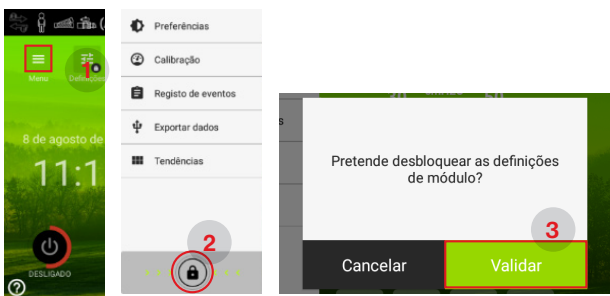 Menu
Definições
1
8 de agosto de
11:1
DESLIGADO
Preferências
Calibração
Registo de eventos
Exportar dados
Tendências
2
s
Pretende desbloquear as definições
de módulo?
3
Cancelar
Validar